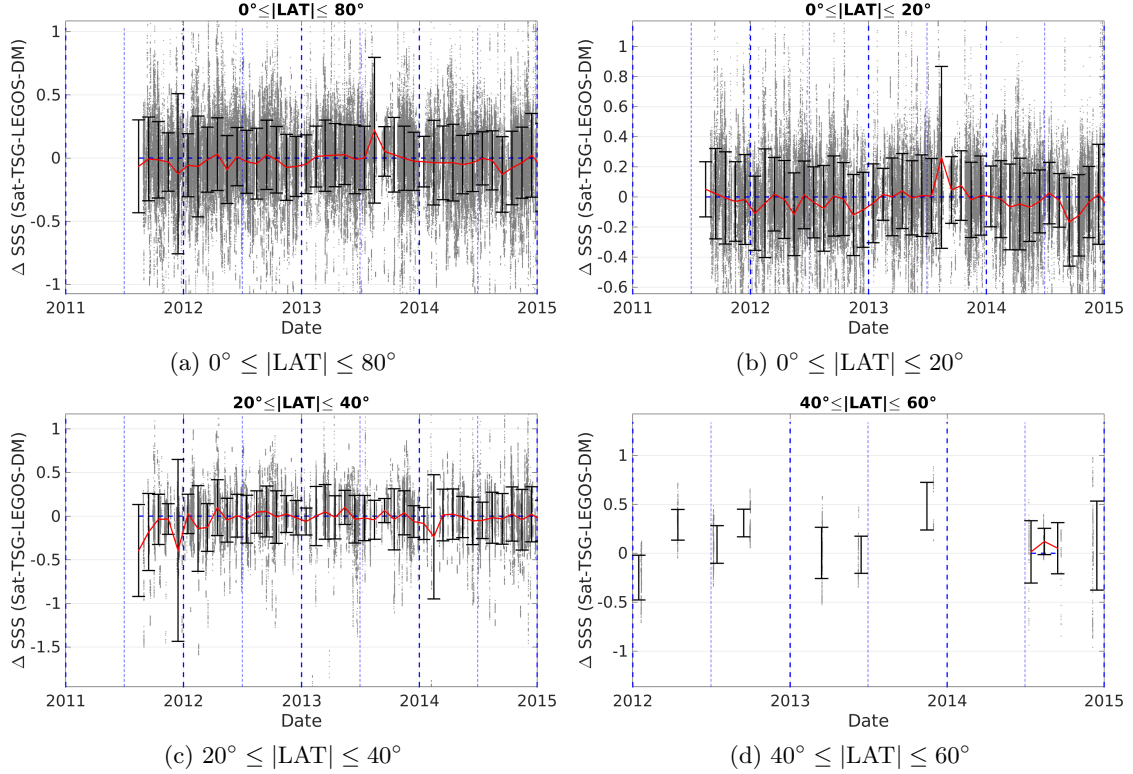 0°≤|LAT|≤ 80°
Δ SSS (Sat-TSG-LEGOS-DM)
1
0.5
0
-0.5
-1
2011 2012 2013 2014 2015
Date
(a) 0° ≤ |LAT| ≤ 80°
0°≤|LAT|≤ 20°
Δ SSS (Sat-TSG-LEGOS-DM)
1
0.8
0.6
0.4
0.2
0
-0.2
-0.4
-0.6
2011 2012 2013 2014 2015
Date
(b) 0° ≤ |LAT| ≤ 20°
20°≤|LAT|≤ 40°
Δ SSS (Sat-TSG-LEGOS-DM)
1
0.5
0
-0.5
-1
-1.5
2011 2012 2013 2014 2015
Date
(c) 20° ≤ |LAT| ≤ 40°
40°≤|LAT|≤ 60°
Δ SSS (Sat-TSG-LEGOS-DM)
1
0.5
0
-0.5
-1
2012 2013 2014 2015
Date
(d) 40° ≤ |LAT| ≤ 60°